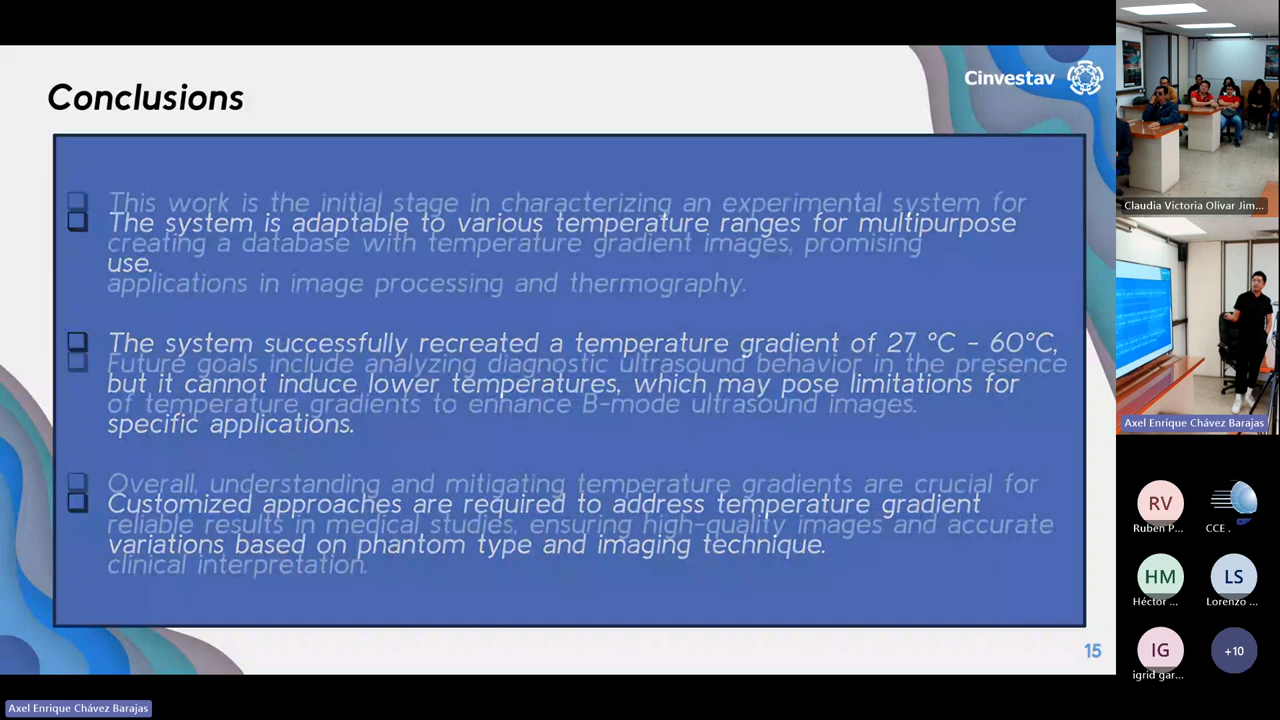 Conclusions
Cinvestav
This work is the initial stage in characterizing an experimental system for
The system is adaptable to various temperature ranges for multipurpose
creating a database with temperature gradient images, promising
use.
applications in image processing and thermography.
The system successfully recreated a temperature gradient of 27 °C - 60°C,
Future goals include analyzing diagnostic ultrasound behavior in the presence
but it cannot induce lower temperatures, which may pose limitations for
of temperature gradients to enhance B-mode ultrasound images.
specific applications.
Overall, understanding and mitigating temperature gradients are crucial for
Customized approaches are required to address temperature gradient
reliable results in medical studies, ensuring high-quality images and accurate
variations based on phantom type and imaging technique.
clinical interpretation.
15
Axel Enrique Chávez Barajas
Claudia Victoria Olivar Jim...
Axel Enrique Chávez Barajas
RV
Ruben P...
CCE .
HM
Héctor ...
LS
Lorenzo ...
IG
igrid gar...
+10